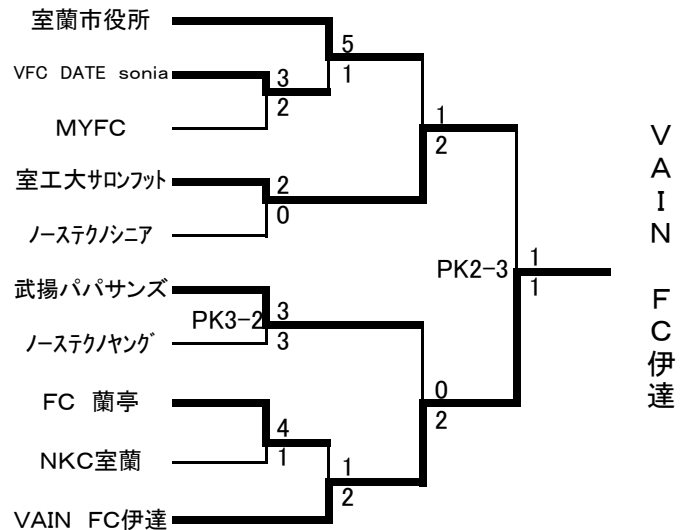 室蘭市役所
5
VFC DATE sonia
3
1
2
MYFC
1
2
室工大サロンフット
2
0
ノーステクノシニア
PK2-3
1
1
武揚パパサンズ
PK3-2
3
3
ノーステクノヤング
FC 蘭亭
0
2
4
1
NKC室蘭
1
2
VAIN FC伊達
VAIN FC伊達